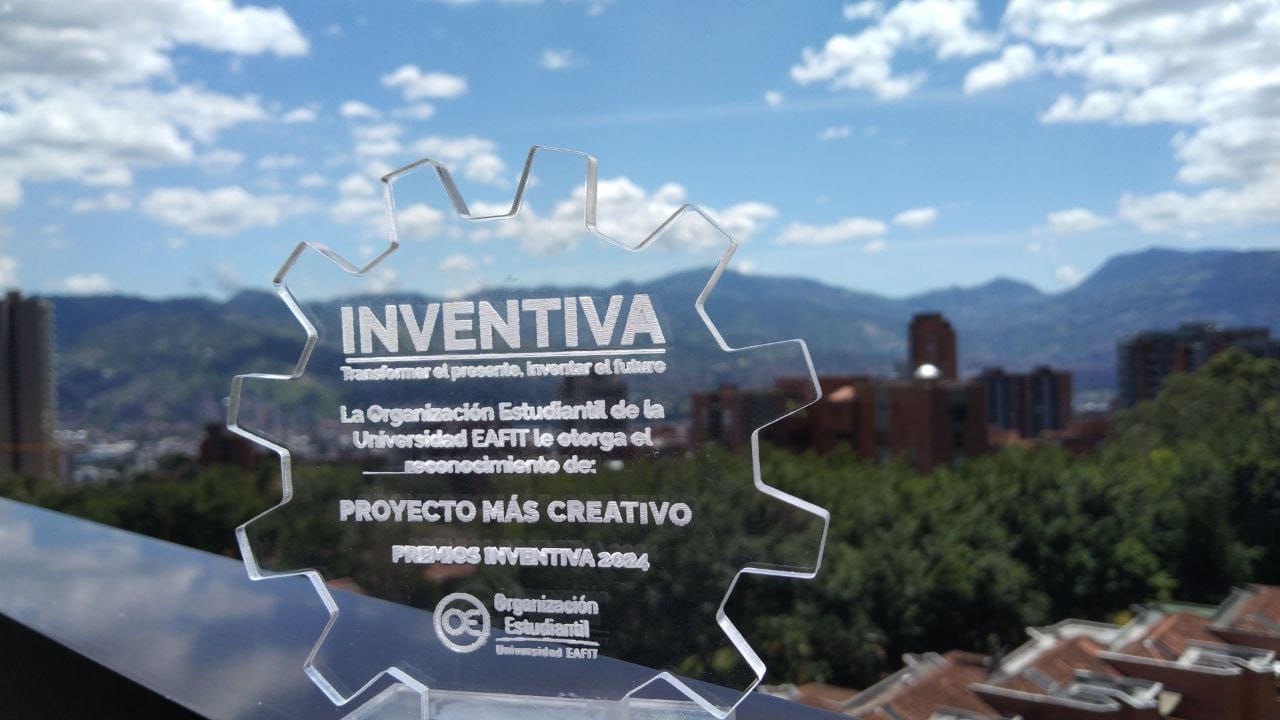 INVENTIVA
Transformar el presente, inventar el futuro
La Organización Estudiantil de la
Universidad EAFIT le otorga el
reconocimiento de:
PROYECTO MÁS CREATIVO
PREMIOS INVENTIVA 2024
OE Organización
Estudiantil
Universidad EAFIT